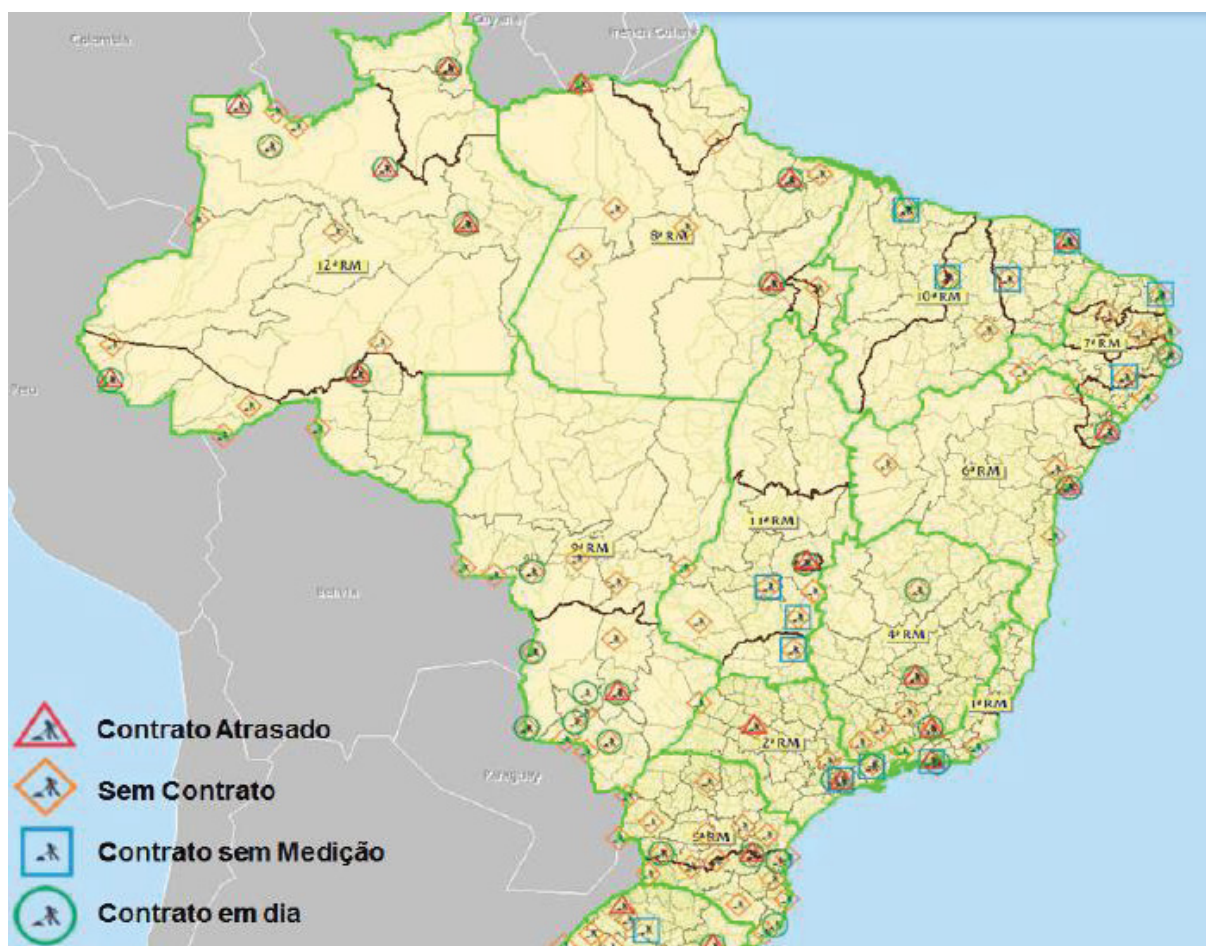 Colombia
Guyana
French Guiana
12ª RM
8ª RM
10ª RM
7ª RM
Peru
6ª RM
11ª RM
9ª RM
Bolivia
4ª RM
1ª RM
2ª RM
Paraguay
5ª RM
Contrato Atrasado
Sem Contrato
Contrato sem Medição
Contrato em dia